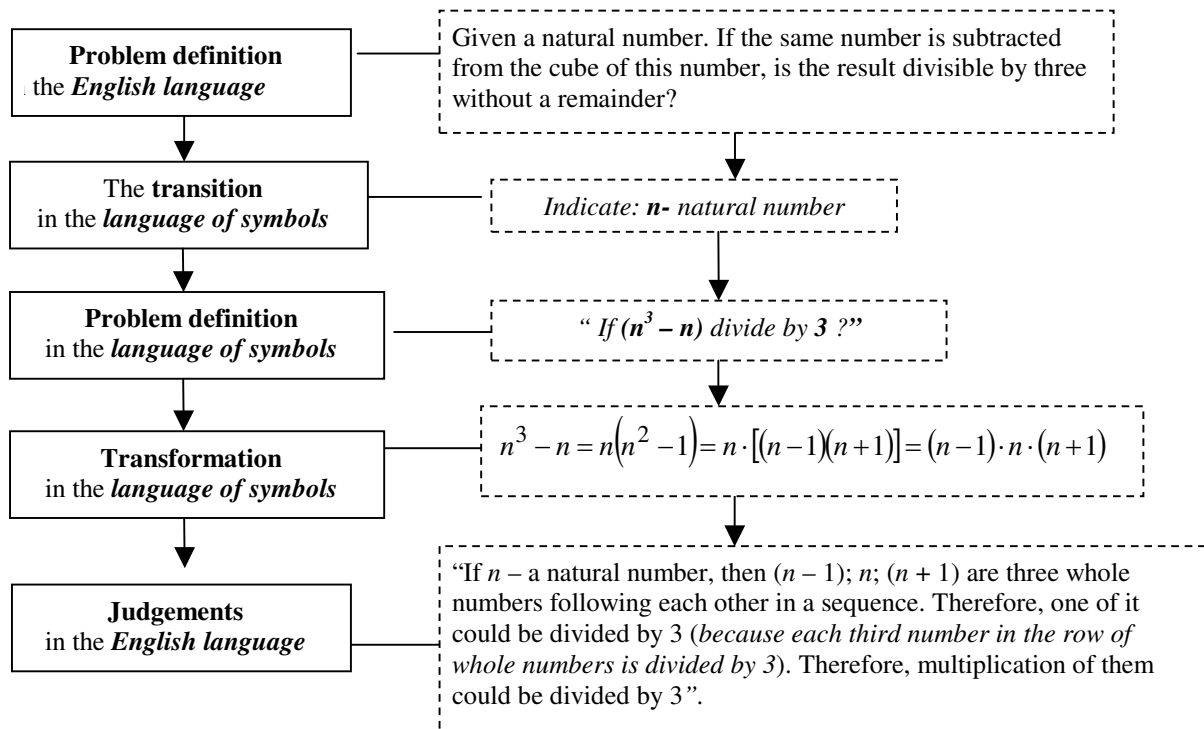 Problem definition
the English language
Given a natural number. If the same number is subtracted
from the cube of this number, is the result divisible by three
without a remainder?
The transition
in the language of symbols
Indicate: n- natural number
Problem definition
in the language of symbols
“ If (n³ – n) divide by 3 ?”
Transformation
in the language of symbols
n³ − n = n(n² − 1) = n · [(n − 1)(n + 1)] = (n − 1) · n · (n + 1)
Judgements
in the English language
“If n – a natural number, then (n – 1); n; (n + 1) are three whole
numbers following each other in a sequence. Therefore, one of it
could be divided by 3 (because each third number in the row of
whole numbers is divided by 3). Therefore, multiplication of them
could be divided by 3”.